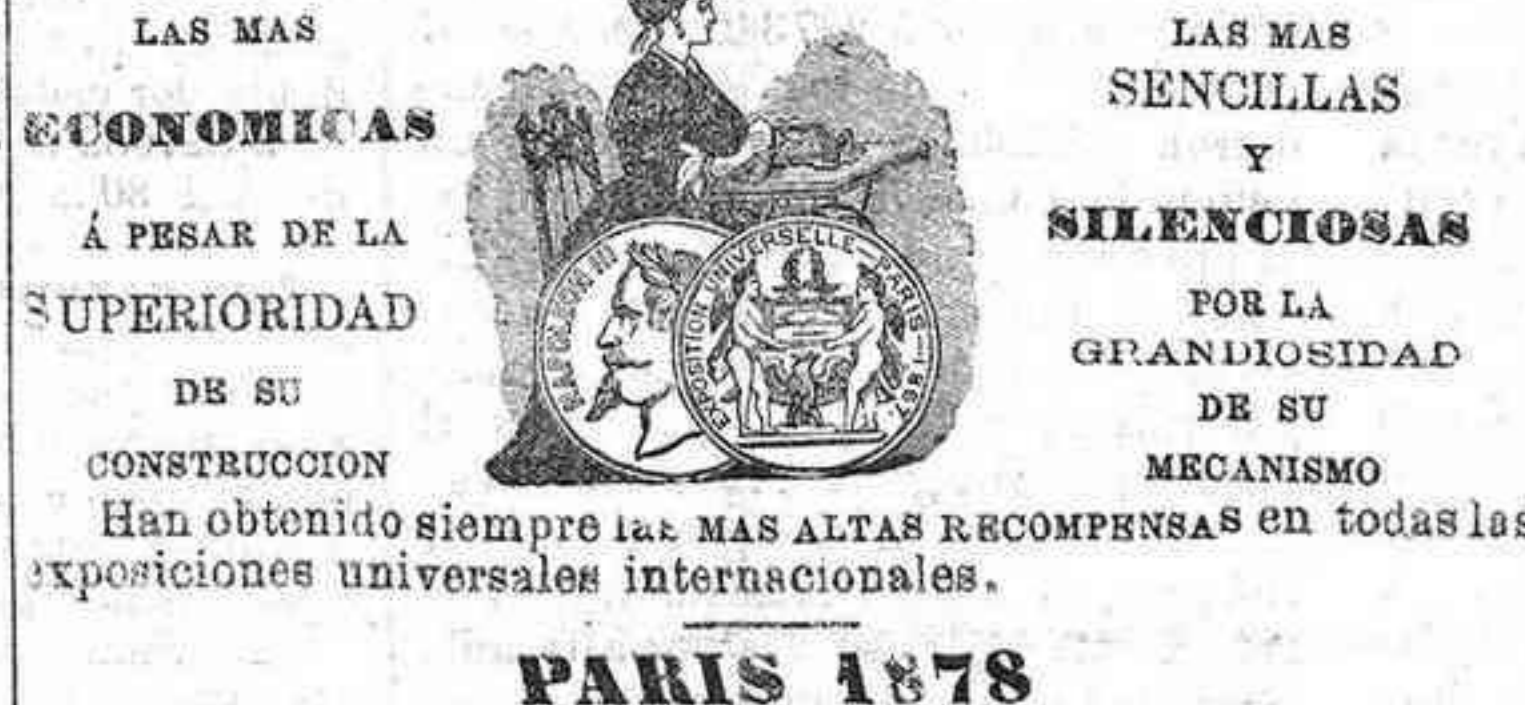 LAS MAS
ECONOMICAS
Á PESAR DE LA
SUPERIORIDAD
DE SU
CONSTRUCCION
NAPOLEON III
EXPOSITION UNIVERSELLE—PARIS—1867.
LAS MAS
SENCILLAS
Y
SILENCIOSAS
POR LA
GRANDIOSIDAD
DE SU
MECANISMO
Han obtenido siempre las MAS ALTAS RECOMPENSAS en todas las
exposiciones universales internacionales.
PARIS 1878